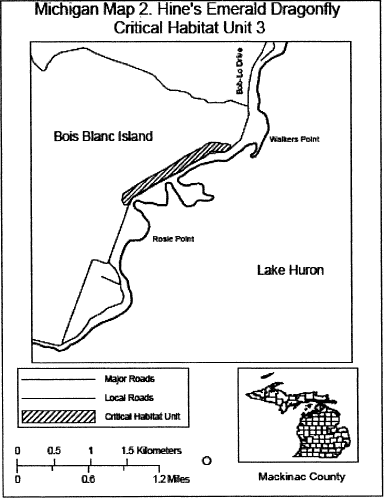 Michigan Map 2. Hine's Emerald Dragonfly
Critical Habitat Unit 3
Bob-Lo Drive
Bois Blanc Island
Walkers Point
Rosie Point
Lake Huron
Major Roads
Local Roads
Critical Habitat Unit
0 0.5 1 1.5 Kilometers
0 0.6 1.2 Miles
Mackinac County